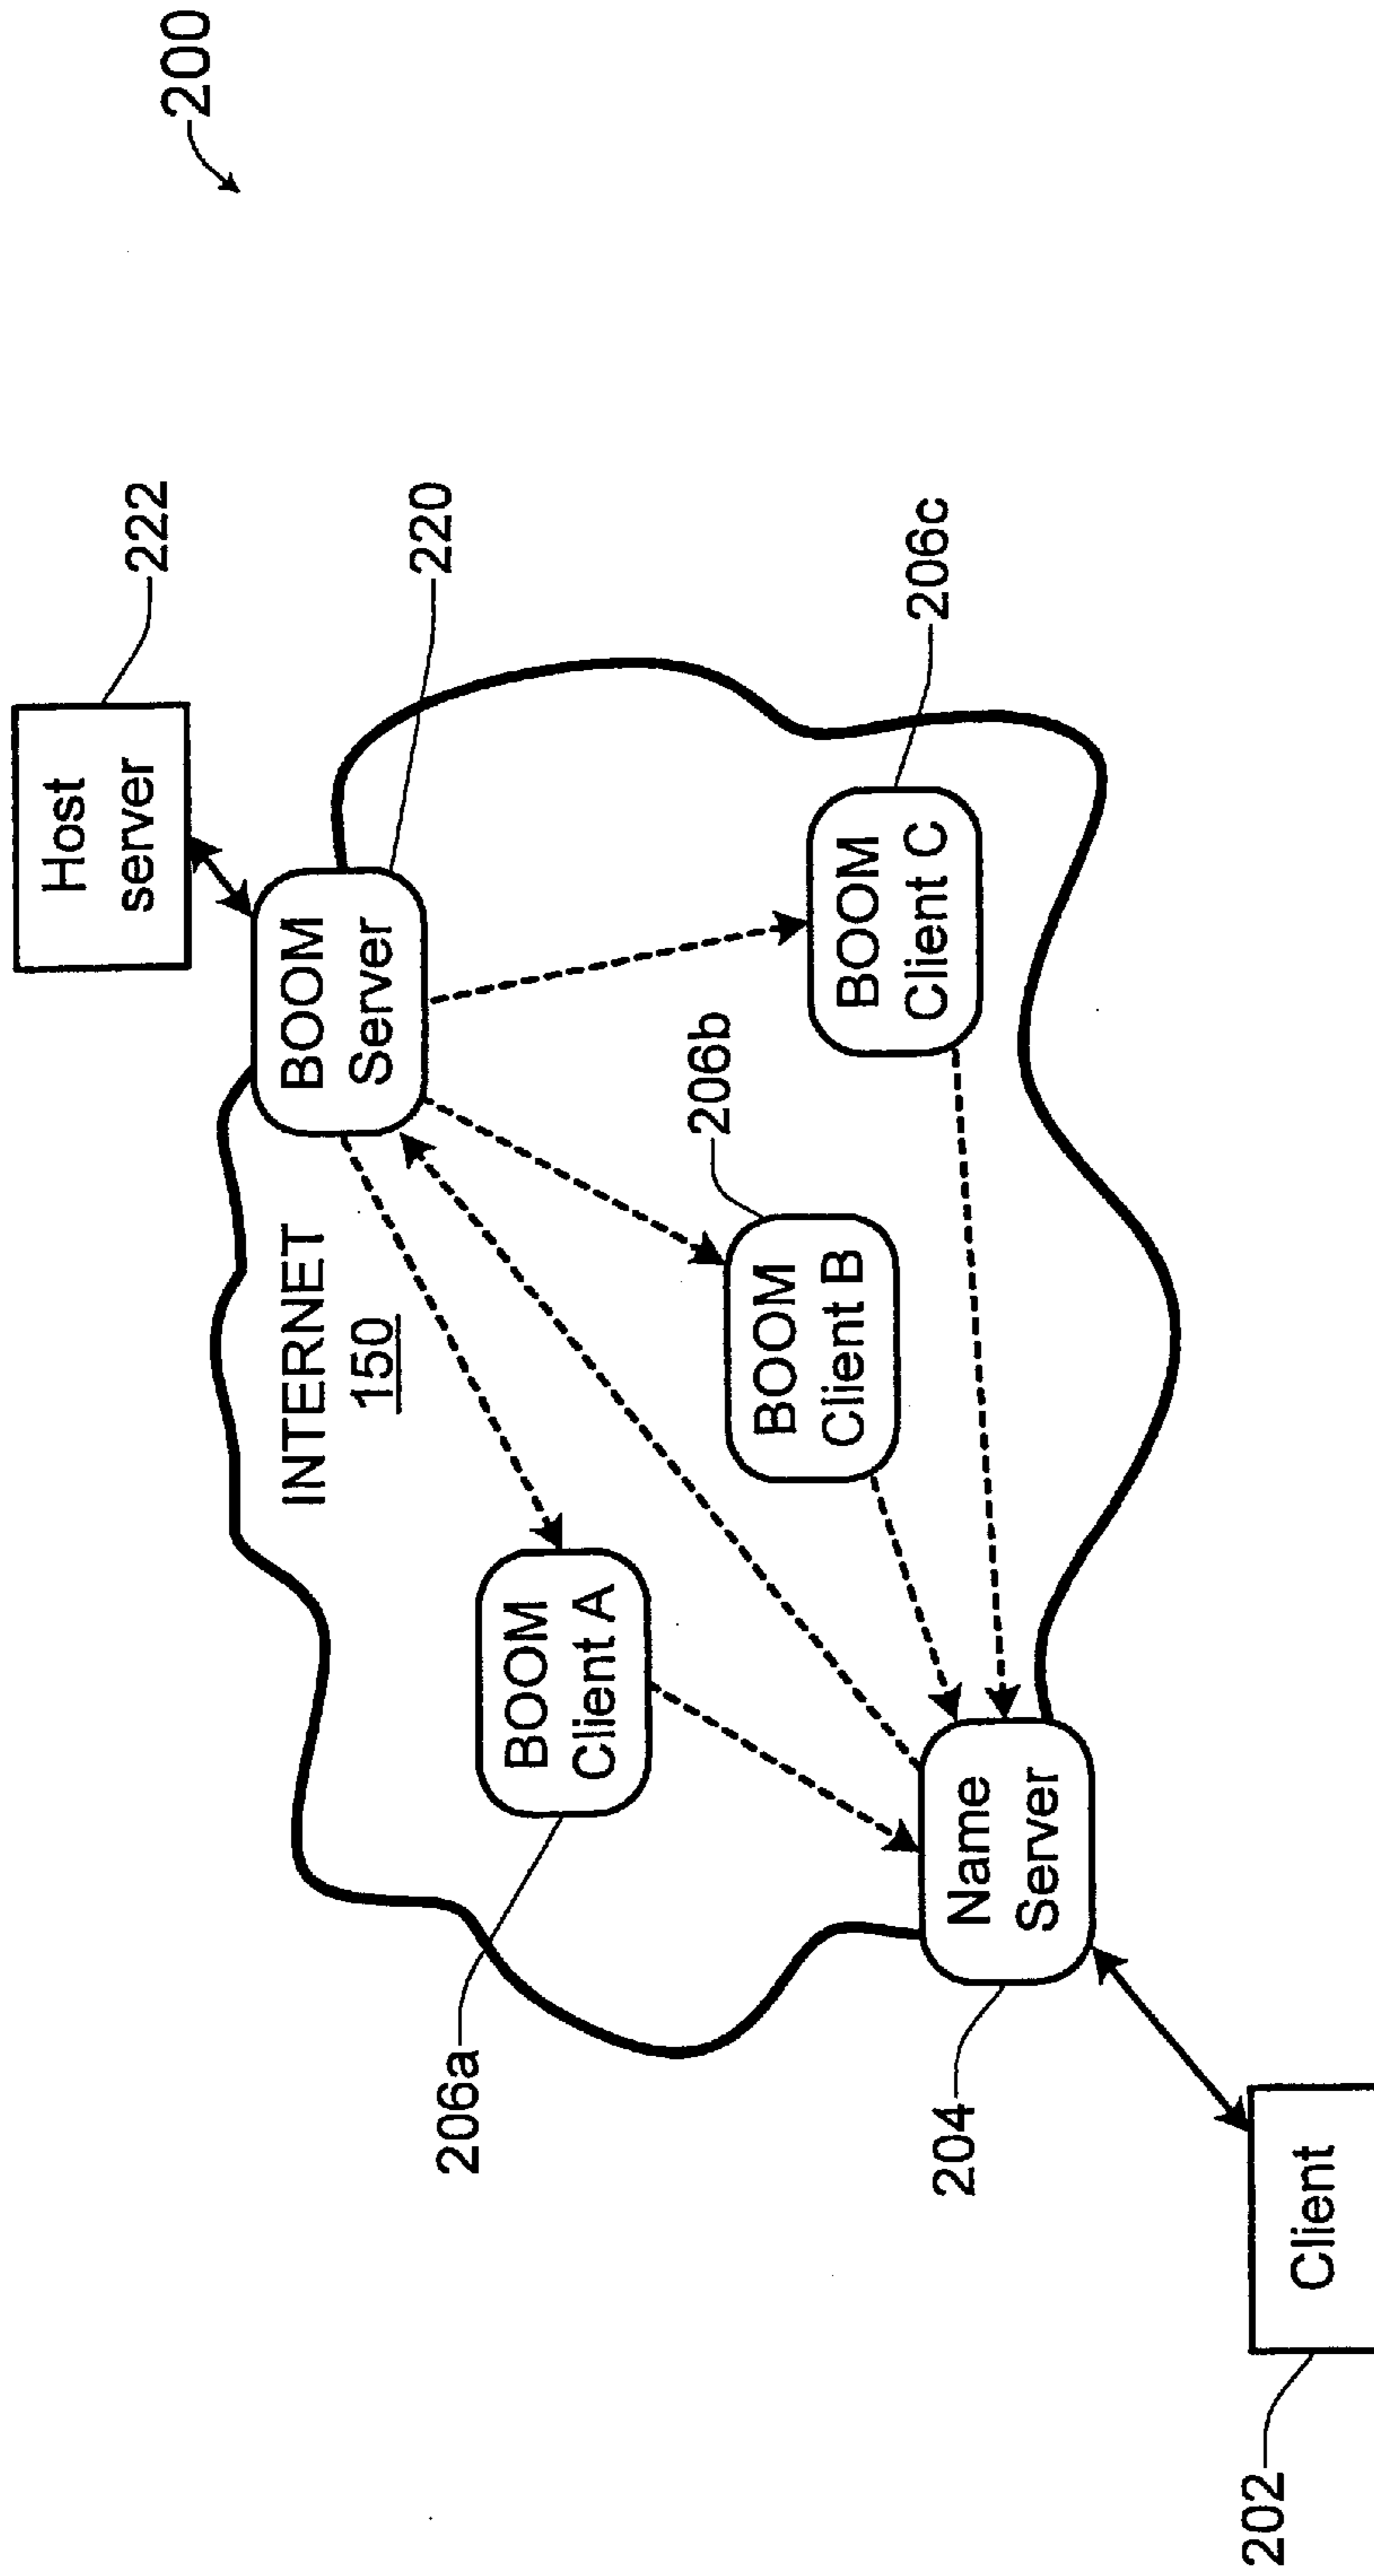 200
222
Host
server
BOOM
Server
220
INTERNET
150
206a
BOOM
Client A
206b
BOOM
Client B
206c
BOOM
Client C
204
Name
Server
202
Client